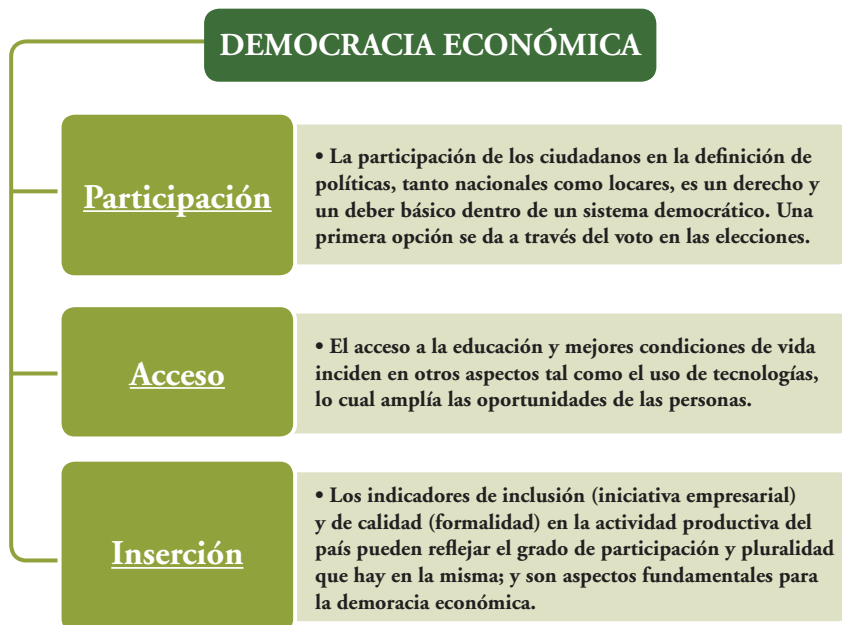 DEMOCRACIA ECONÓMICA
Participación
• La participación de los ciudadanos en la definición de
políticas, tanto nacionales como locares, es un derecho y
un deber básico dentro de un sistema democrático. Una
primera opción se da a través del voto en las elecciones.
Acceso
• El acceso a la educación y mejores condiciones de vida
inciden en otros aspectos tal como el uso de tecnologías,
lo cual amplía las oportunidades de las personas.
Inserción
• Los indicadores de inclusión (iniciativa empresarial)
y de calidad (formalidad) en la actividad productiva del
país pueden reflejar el grado de participación y pluralidad
que hay en la misma; y son aspectos fundamentales para
la demoracia económica.